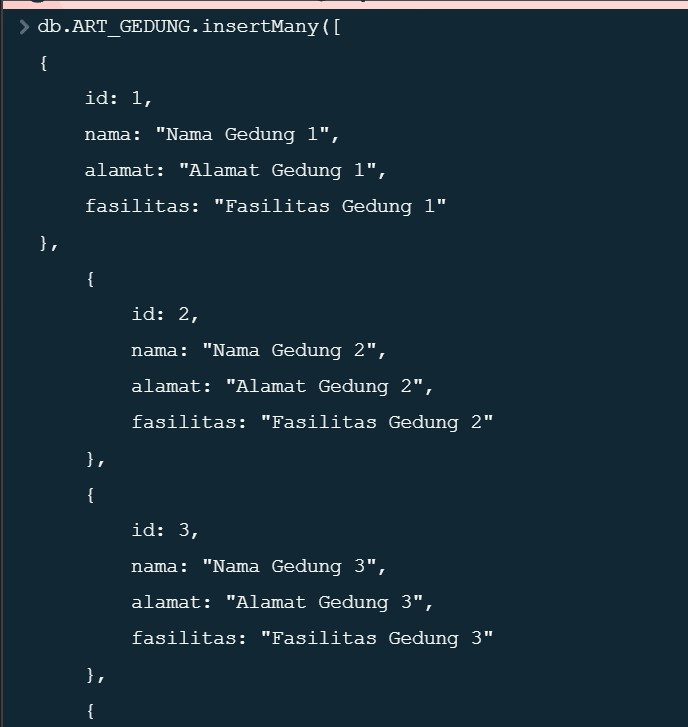 db.ART_GEDUNG.insertMany([
{
id: 1,
nama: "Nama Gedung 1",
alamat: "Alamat Gedung 1",
fasilitas: "Fasilitas Gedung 1"
},
{
id: 2,
nama: "Nama Gedung 2",
alamat: "Alamat Gedung 2",
fasilitas: "Fasilitas Gedung 2"
},
{
id: 3,
nama: "Nama Gedung 3",
alamat: "Alamat Gedung 3",
fasilitas: "Fasilitas Gedung 3"
},
{